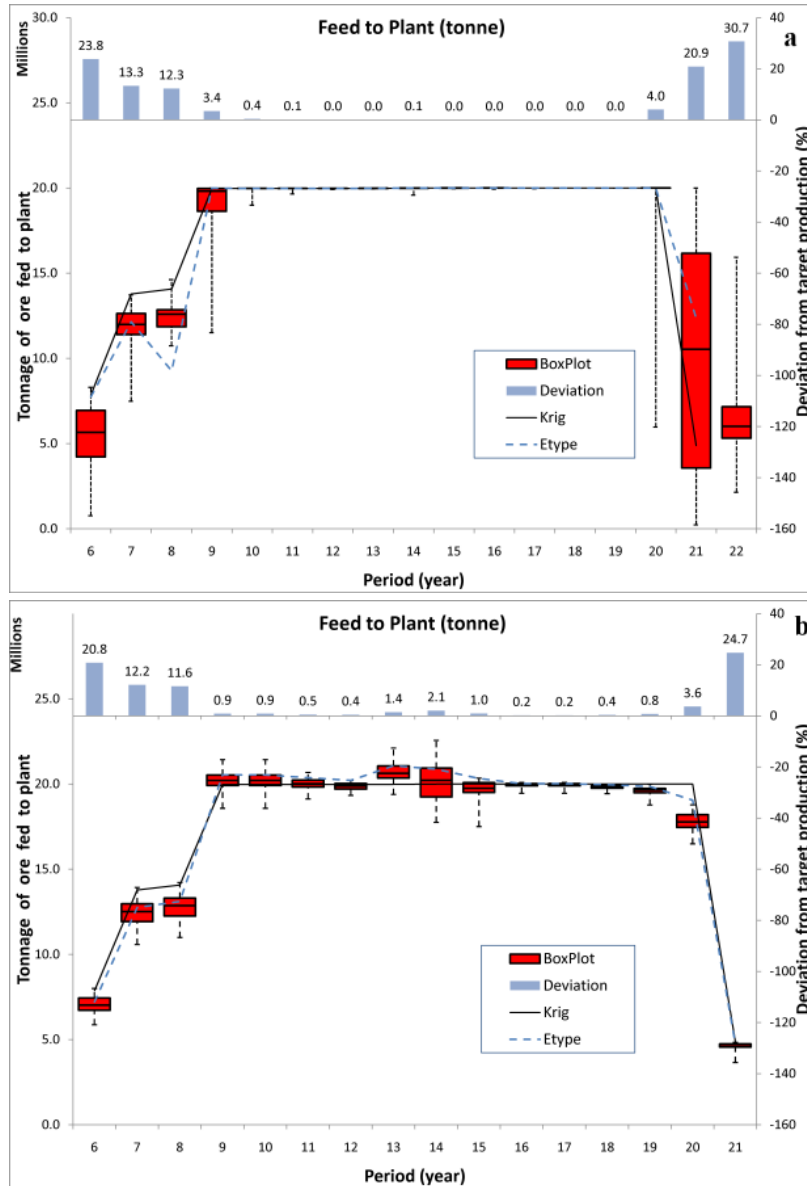 Feed to Plant (tonne)
a
Millions
30.0
25.0
20.0
15.0
10.0
5.0
0.0
Tonnage of ore fed to plant
23.8 13.3 12.3 3.4 0.4 0.1 0.0 0.0 0.1 0.0 0.0 0.0 0.0 0.0 4.0 20.9 30.7
40
20
0
-20
-40
-60
-80
-100
-120
-140
-160
Deviation from target production (%)
BoxPlot
Deviation
Krig
Etype
6 7 8 9 10 11 12 13 14 15 16 17 18 19 20 21 22
Period (year)
Feed to Plant (tonne)
b
Millions
25.0
20.0
15.0
10.0
5.0
0.0
Tonnage of ore fed to plant
20.8 12.2 11.6 0.9 0.9 0.5 0.4 1.4 2.1 1.0 0.2 0.2 0.4 0.8 3.6 24.7
40
20
0
-20
-40
-60
-80
-100
-120
-140
-160
Deviation from target production (%)
BoxPlot
Deviation
Krig
Etype
6 7 8 9 10 11 12 13 14 15 16 17 18 19 20 21
Period (year)